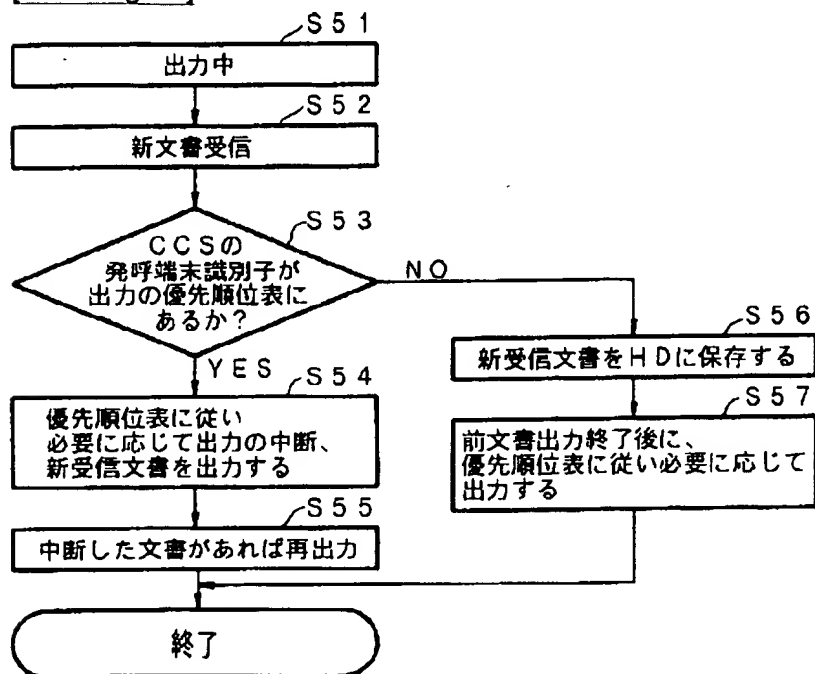 S51
出力中
S52
新文書受信
S53
CCSの
発呼端末識別子が
出力の優先順位表に
あるか?
NO
YES
S54
優先順位表に従い
必要に応じて出力の中断、
新受信文書を出力する
S55
中断した文書があれば再出力
S56
新受信文書をHDに保存する
S57
前文書出力終了後に、
優先順位表に従い必要に応じて
出力する
終了